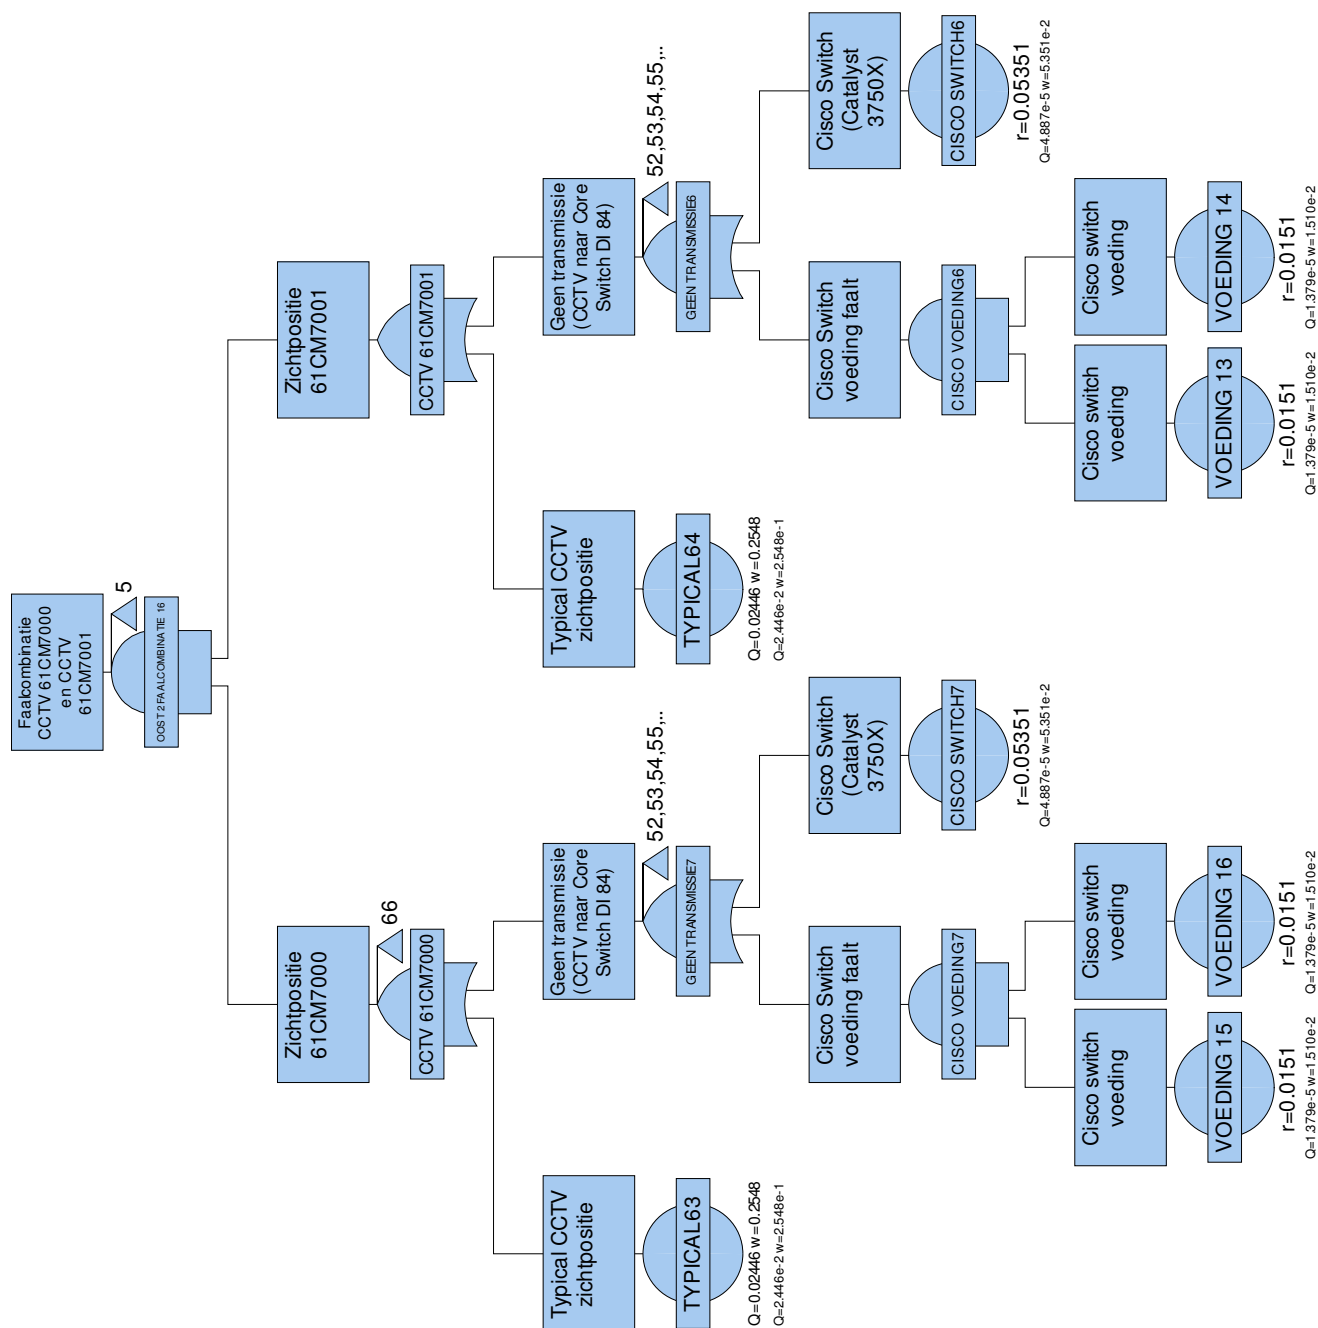 Faalcombinatie
CCTV 61CM7000
en CCTV
61CM7001
5
OOST 2 FAALCOMBINATIE 16
Zichtpositie
61CM7000
66
CCTV 61CM7000
Zichtpositie
61CM7001
CCTV 61CM7001
Typical CCTV
zichtpositie
TYPICAL63
Q=0.02446 w=0.2548
Q=2.446e-2 w=2.548e-1
Geen transmissie
(CCTV naar Core
Switch DI 84)
52,53,54,55,..
GEEN TRANSMISSIE7
Typical CCTV
zichtpositie
TYPICAL64
Q=0.02446 w=0.2548
Q=2.446e-2 w=2.548e-1
Geen transmissie
(CCTV naar Core
Switch DI 84)
52,53,54,55,..
GEEN TRANSMISSIE6
Cisco Switch
voeding faalt
CISCO VOEDING7
Cisco Switch
(Catalyst
3750X)
CISCO SWITCH7
r=0.05351
Q=4.887e-5 w=5.351e-2
Cisco Switch
voeding faalt
CISCO VOEDING6
Cisco Switch
(Catalyst
3750X)
CISCO SWITCH6
r=0.05351
Q=4.887e-5 w=5.351e-2
Cisco switch
voeding
VOEDING 15
r=0.0151
Q=1.379e-5 w=1.510e-2
Cisco switch
voeding
VOEDING 16
r=0.0151
Q=1.379e-5 w=1.510e-2
Cisco switch
voeding
VOEDING 13
r=0.0151
Q=1.379e-5 w=1.510e-2
Cisco switch
voeding
VOEDING 14
r=0.0151
Q=1.379e-5 w=1.510e-2